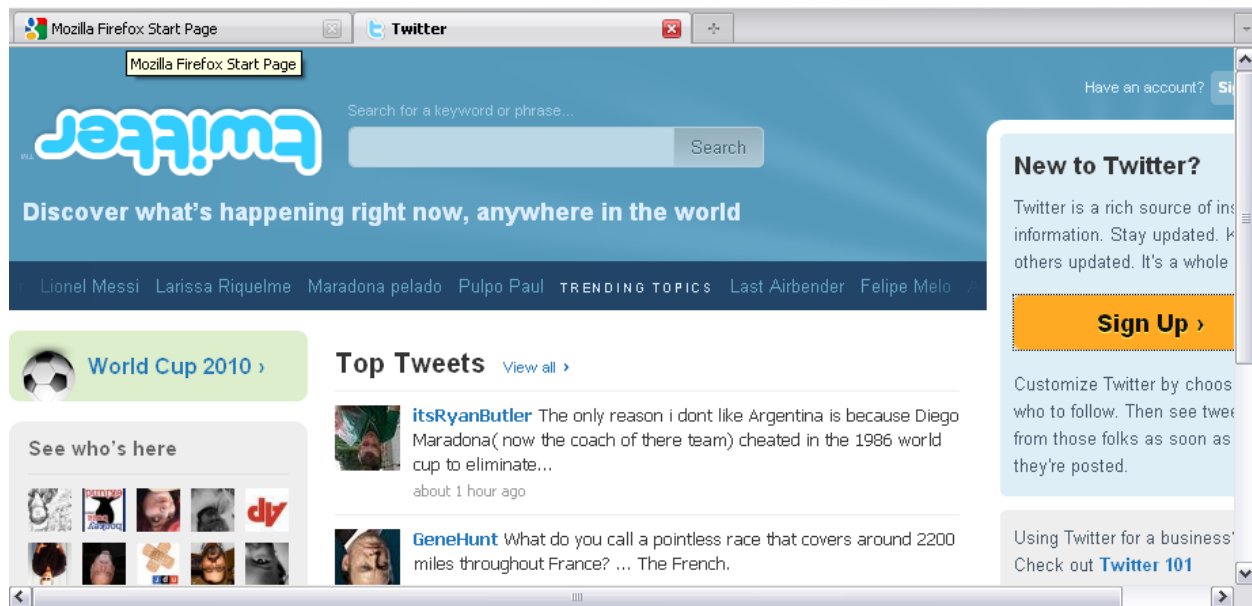 Mozilla Firefox Start Page
Twitter
Mozilla Firefox Start Page
Have an account?
Search for a keyword or phrase...
twitter
TM
Search
Discover what's happening right now, anywhere in the world
Lionel Messi Larissa Riquelme Maradona pelado Pulpo Paul TRENDING TOPICS Last Airbender Felipe Melo
New to Twitter?
Twitter is a rich source of
information. Stay updated.
others updated. It's a whole
Sign Up ›
Customize Twitter by
who to follow. Then see
from those folks as soon as
they're posted.
Using Twitter for a business
Check out Twitter 101
World Cup 2010 ›
See who's here
AP
npr
Top Tweets View all ›
itsRyanButler The only reason i dont like Argentina is because Diego
Maradona( now the coach of there team) cheated in the 1986 world
cup to eliminate...
about 1 hour ago
GeneHunt What do you call a pointless race that covers around 2200
miles throughout France? ... The French.